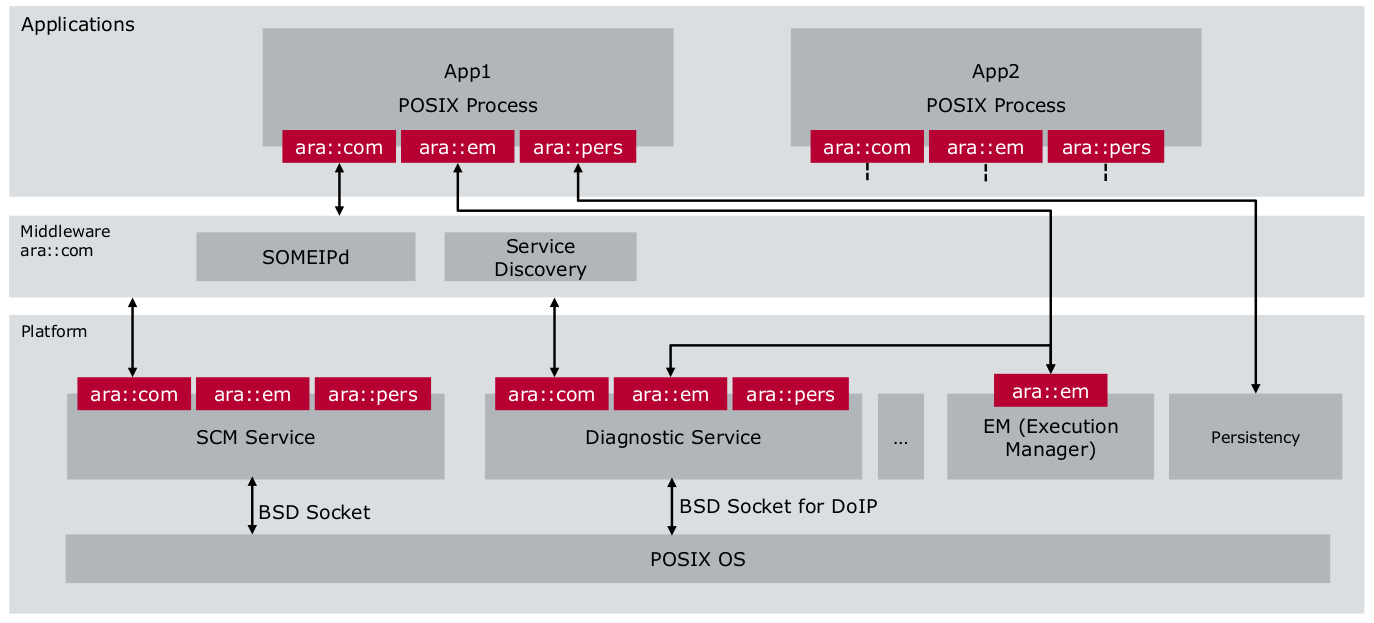 Applications
App1
POSIX Process
ara::com
ara::em
ara::pers
App2
POSIX Process
ara::com
ara::em
ara::pers
Middleware
ara::com
SOMEIPd
Service
Discovery
Platform
ara::com
ara::em
ara::pers
SCM Service
ara::com
ara::em
ara::pers
Diagnostic Service
...
ara::em
EM (Execution
Manager)
Persistency
BSD Socket
BSD Socket for DoIP
POSIX OS